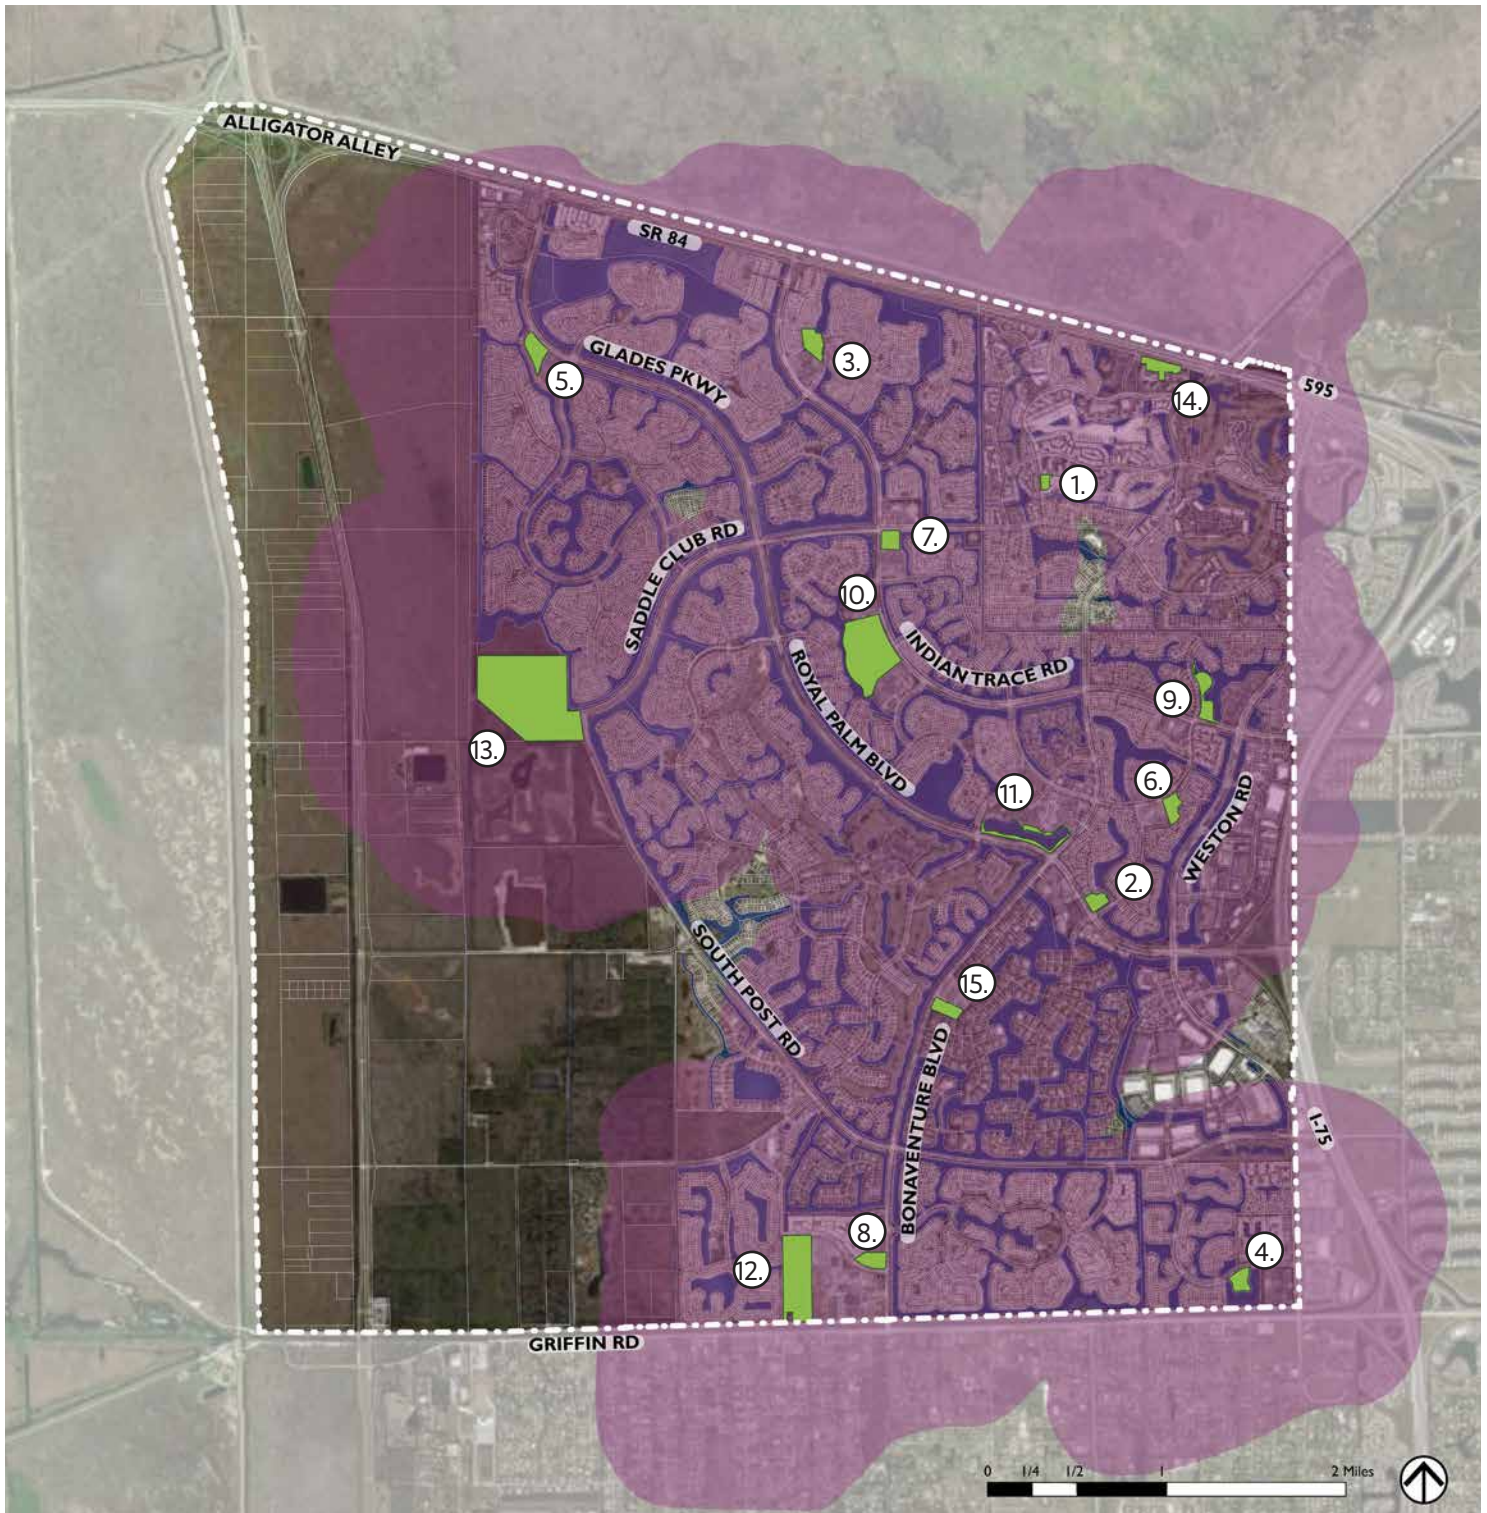 ALLIGATOR ALLEY
SR 84
GLADES PKWY
3.
5.
595
14.
1.
7.
SADDLE CLUB RD
10.
INDIAN TRACE RD
ROYAL PALM BLVD
9.
13.
6.
11.
WESTON RD
2.
SOUTH POST RD
15.
BONAVENTURE BLVD
I-75
8.
4.
12.
GRIFFIN RD
0 1/4 1/2 1 2 Miles